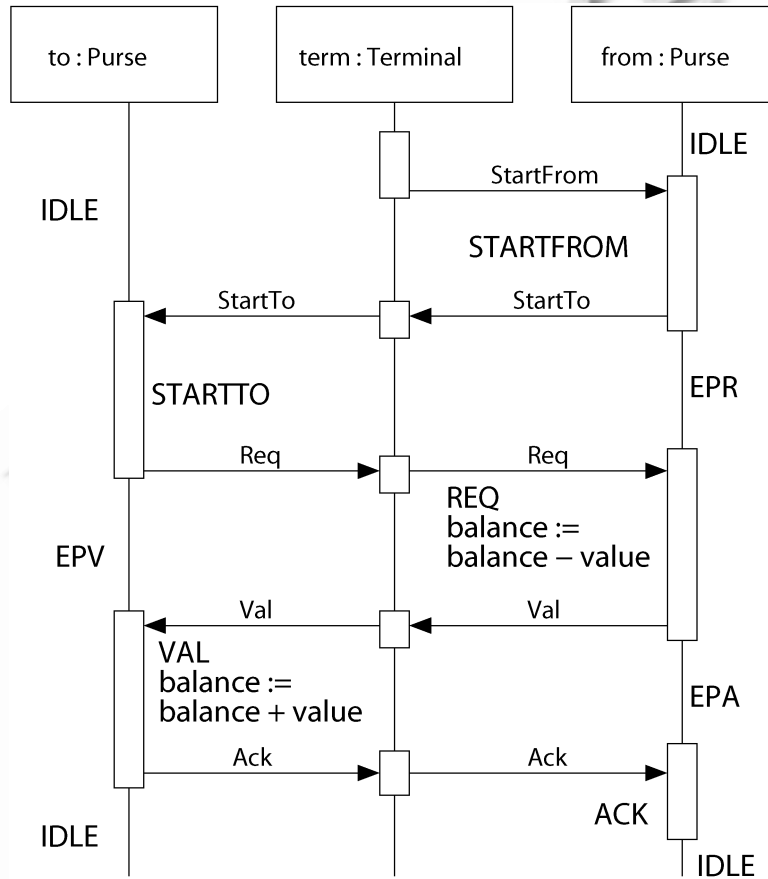 to : Purse
term : Terminal
from : Purse
IDLE
StartFrom
IDLE
STARTFROM
StartTo
StartTo
STARTTO
EPR
Req
Req
REQ
balance :=
balance – value
EPV
Val
Val
VAL
balance :=
balance + value
EPA
Ack
Ack
ACK
IDLE
IDLE